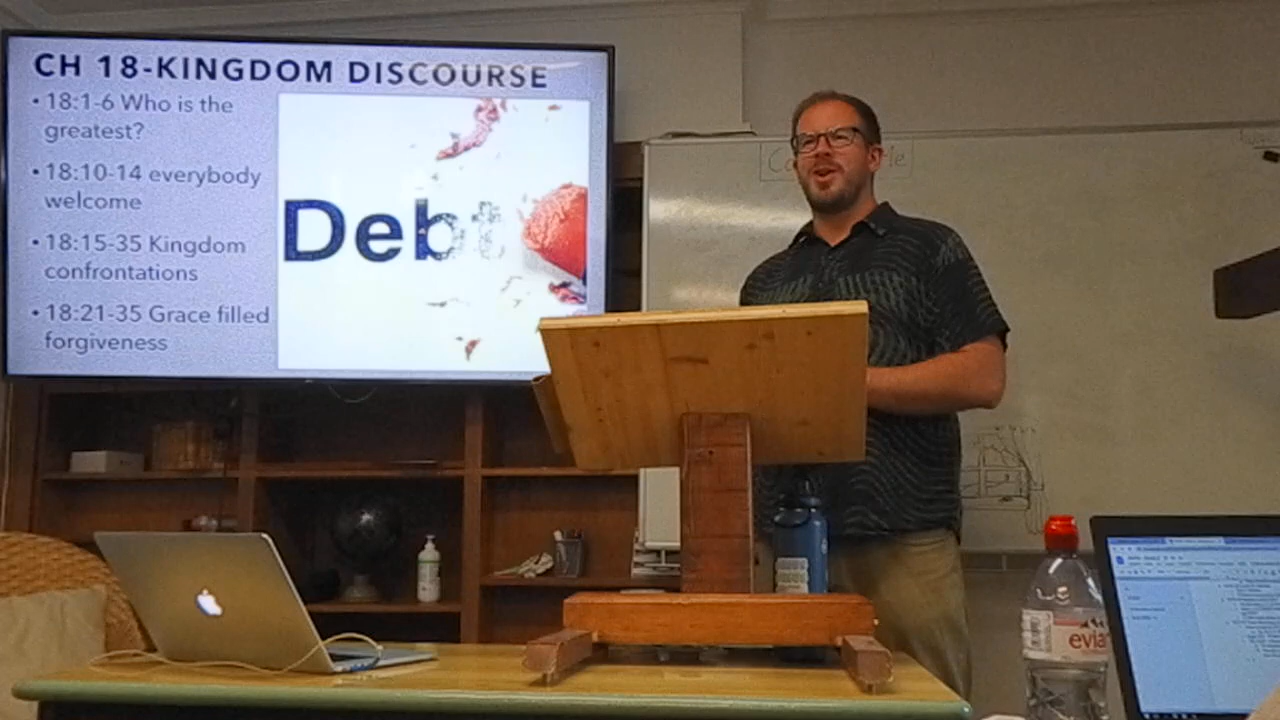 CH 18-KINGDOM DISCOURSE
• 18:1-6 Who is the
greatest?
• 18:10-14 everybody
welcome
• 18:15-35 Kingdom
confrontations
• 18:21-35 Grace filled
forgiveness
Debt
evia